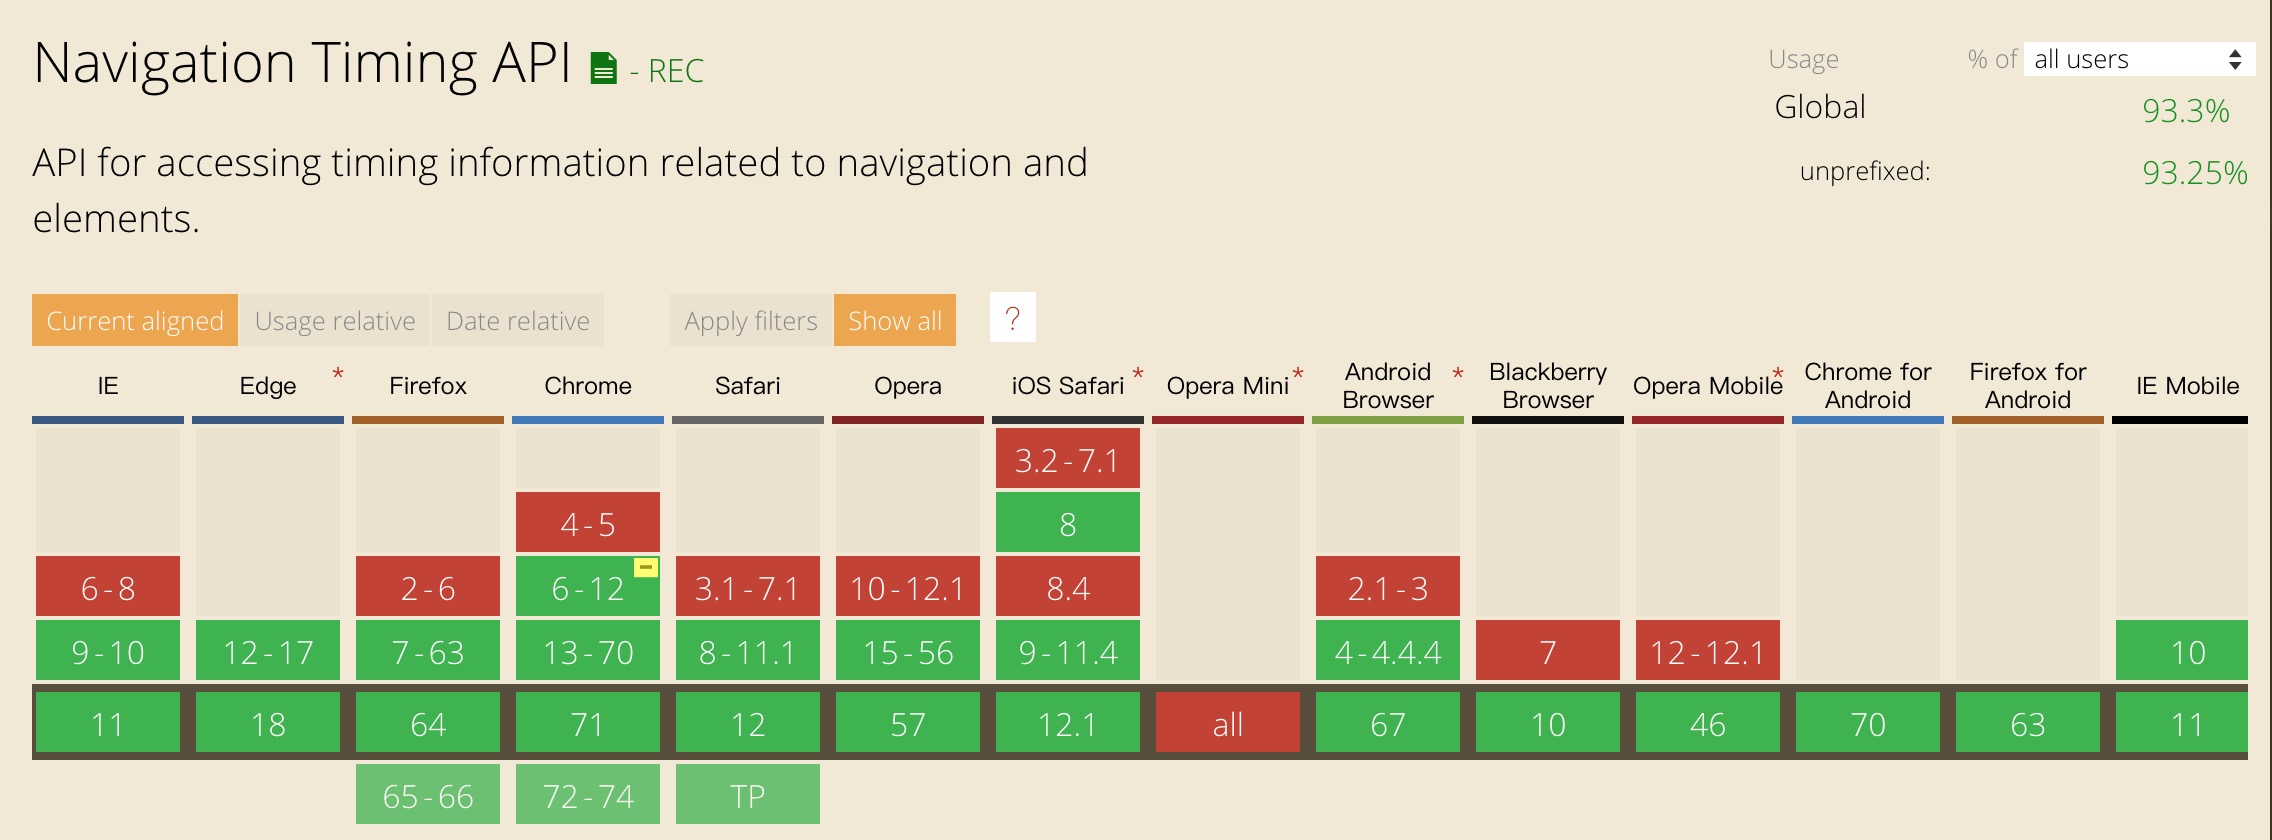 Navigation Timing API - REC
Usage % of all users
Global 93.3%
unprefixed: 93.25%
API for accessing timing information related to navigation and
elements.
Current aligned Usage relative Date relative Apply filters Show all ?
IE Edge * Firefox Chrome Safari Opera iOS Safari * Opera Mini * Android Browser * Blackberry Browser Opera Mobile * Chrome for Android Firefox for Android IE Mobile
3.2-7.1
4-5 8
6-8 2-6 6-12 3.1-7.1 10-12.1 8.4 2.1-3
9-10 12-17 7-63 13-70 8-11.1 15-56 9-11.4 4-4.4.4 7 12-12.1 10
11 18 64 71 12 57 12.1 all 67 10 46 70 63 11
65-66 72-74 TP